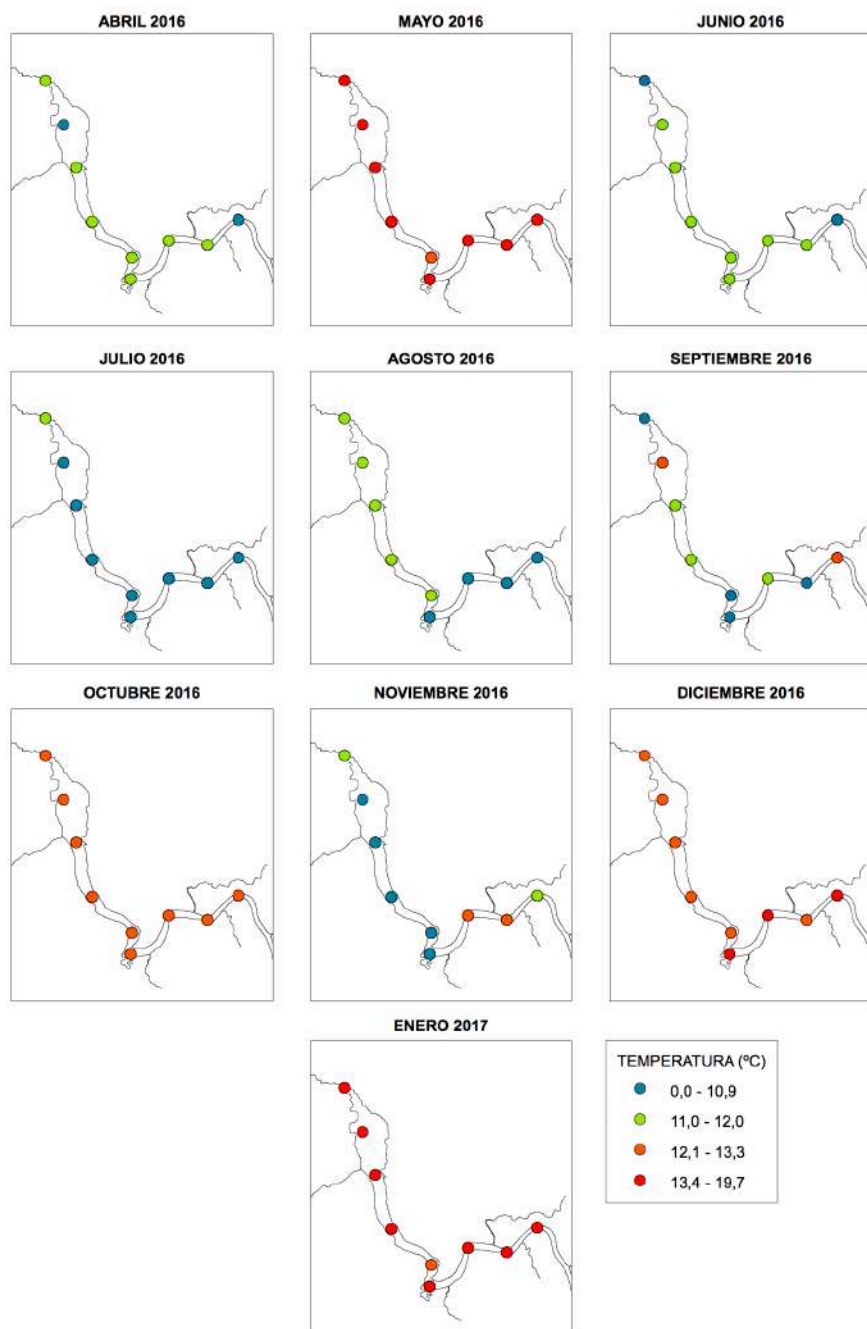 ABRIL 2016
MAYO 2016
JUNIO 2016
JULIO 2016
AGOSTO 2016
SEPTIEMBRE 2016
OCTUBRE 2016
NOVIEMBRE 2016
DICIEMBRE 2016
ENERO 2017
TEMPERATURA (ºC)
0,0 - 10,9
11,0 - 12,0
12,1 - 13,3
13,4 - 19,7